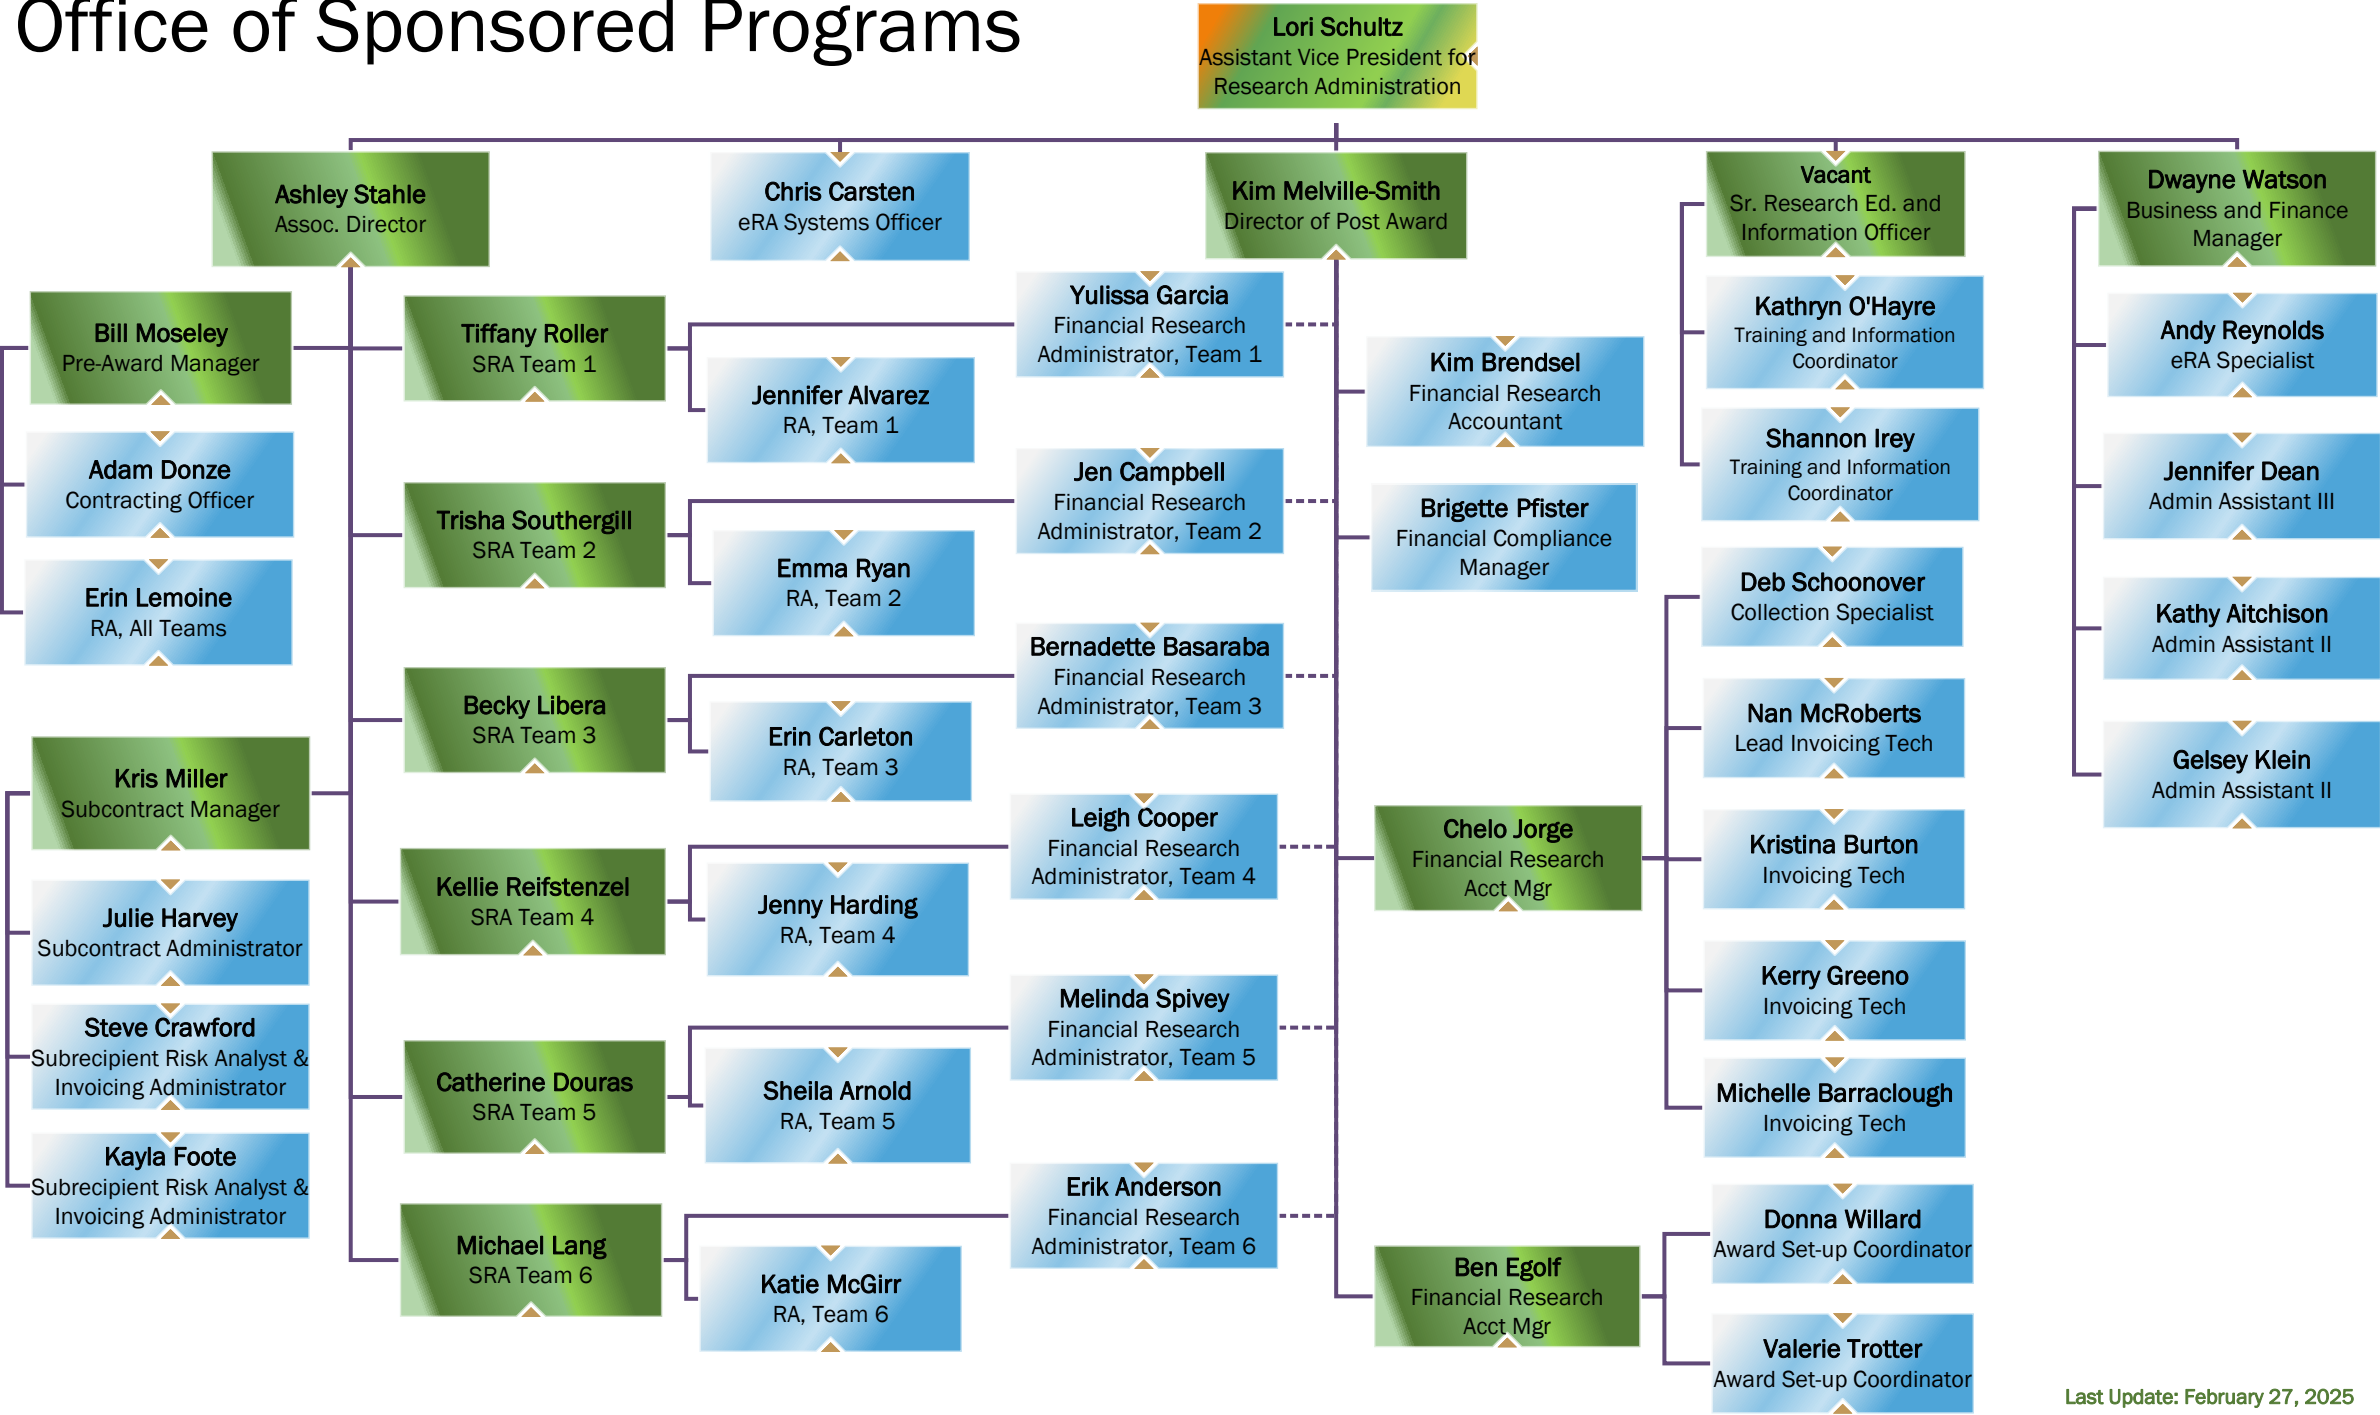 Office of Sponsored Programs
Lori Schultz
Assistant Vice President for
Research Administration
Ashley Stahle
Assoc. Director
Chris Carsten
eRA Systems Officer
Kim Melville-Smith
Director of Post Award
Vacant
Sr. Research Ed. and
Information Officer
Dwayne Watson
Business and Finance
Manager
Bill Moseley
Pre-Award Manager
Adam Donze
Contracting Officer
Erin Lemoine
RA, All Teams
Kris Miller
Subcontract Manager
Julie Harvey
Subcontract Administrator
Steve Crawford
Subrecipient Risk Analyst &
Invoicing Administrator
Kayla Foote
Subrecipient Risk Analyst &
Invoicing Administrator
Tiffany Roller
SRA Team 1
Jennifer Alvarez
RA, Team 1
Yulissa Garcia
Financial Research
Administrator, Team 1
Trisha Southergill
SRA Team 2
Emma Ryan
RA, Team 2
Jen Campbell
Financial Research
Administrator, Team 2
Becky Libera
SRA Team 3
Erin Carleton
RA, Team 3
Bernadette Basaraba
Financial Research
Administrator, Team 3
Kellie Reifstenzel
SRA Team 4
Jenny Harding
RA, Team 4
Leigh Cooper
Financial Research
Administrator, Team 4
Catherine Douras
SRA Team 5
Sheila Arnold
RA, Team 5
Melinda Spivey
Financial Research
Administrator, Team 5
Michael Lang
SRA Team 6
Katie McGirr
RA, Team 6
Erik Anderson
Financial Research
Administrator, Team 6
Kim Brendsel
Financial Research
Accountant
Brigette Pfister
Financial Compliance
Manager
Chelo Jorge
Financial Research
Acct Mgr
Ben Egolf
Financial Research
Acct Mgr
Kathryn O'Hayre
Training and Information
Coordinator
Shannon Irey
Training and Information
Coordinator
Deb Schoonover
Collection Specialist
Nan McRoberts
Lead Invoicing Tech
Kristina Burton
Invoicing Tech
Kerry Greeno
Invoicing Tech
Michelle Barraclough
Invoicing Tech
Donna Willard
Award Set-up Coordinator
Valerie Trotter
Award Set-up Coordinator
Andy Reynolds
eRA Specialist
Jennifer Dean
Admin Assistant III
Kathy Aitchison
Admin Assistant II
Gelsey Klein
Admin Assistant II
Last Update: February 27, 2025